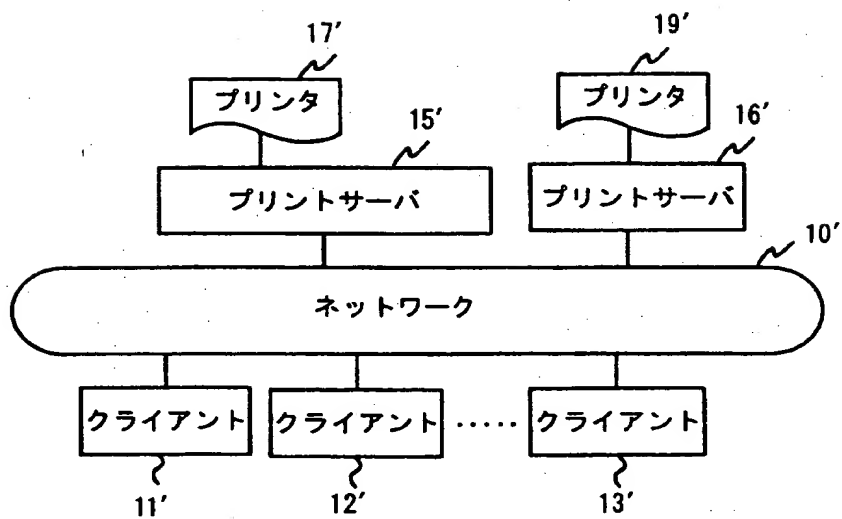 17′
19′
プリンタ
プリンタ
15′
16′
プリントサーバ
プリントサーバ
10′
ネットワーク
クライアント
クライアント
.....
クライアント
11′
12′
13′